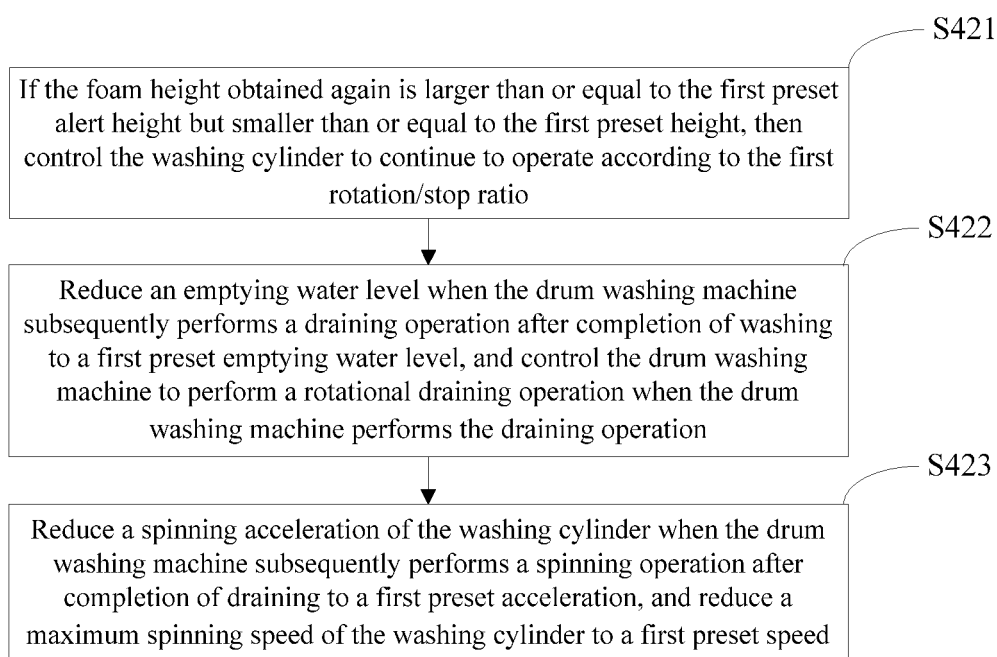 S421
If the foam height obtained again is larger than or equal to the first preset
alert height but smaller than or equal to the first preset height, then
control the washing cylinder to continue to operate according to the first
rotation/stop ratio
S422
Reduce an emptying water level when the drum washing machine
subsequently performs a draining operation after completion of washing
to a first preset emptying water level, and control the drum washing
machine to perform a rotational draining operation when the drum
washing machine performs the draining operation
S423
Reduce a spinning acceleration of the washing cylinder when the drum
washing machine subsequently performs a spinning operation after
completion of draining to a first preset acceleration, and reduce a
maximum spinning speed of the washing cylinder to a first preset speed